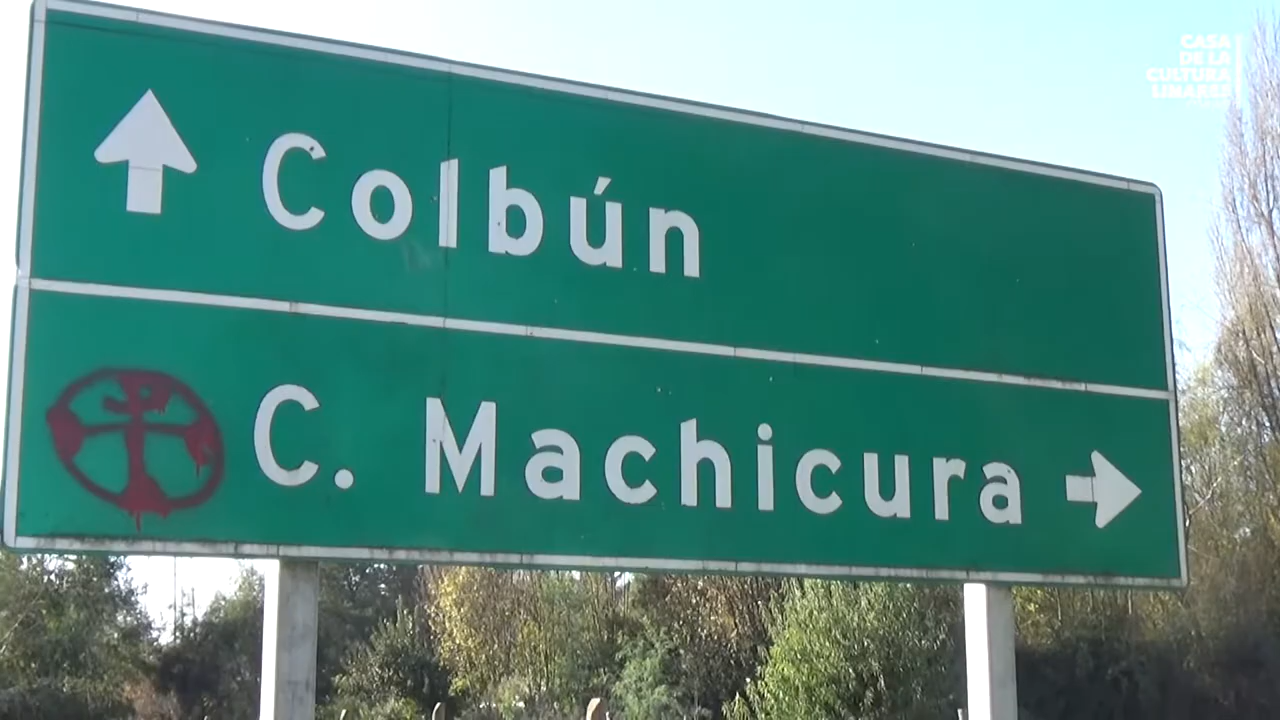 Colbún
C. Machicura
CASA
DE LA
CULTURA
LINARES